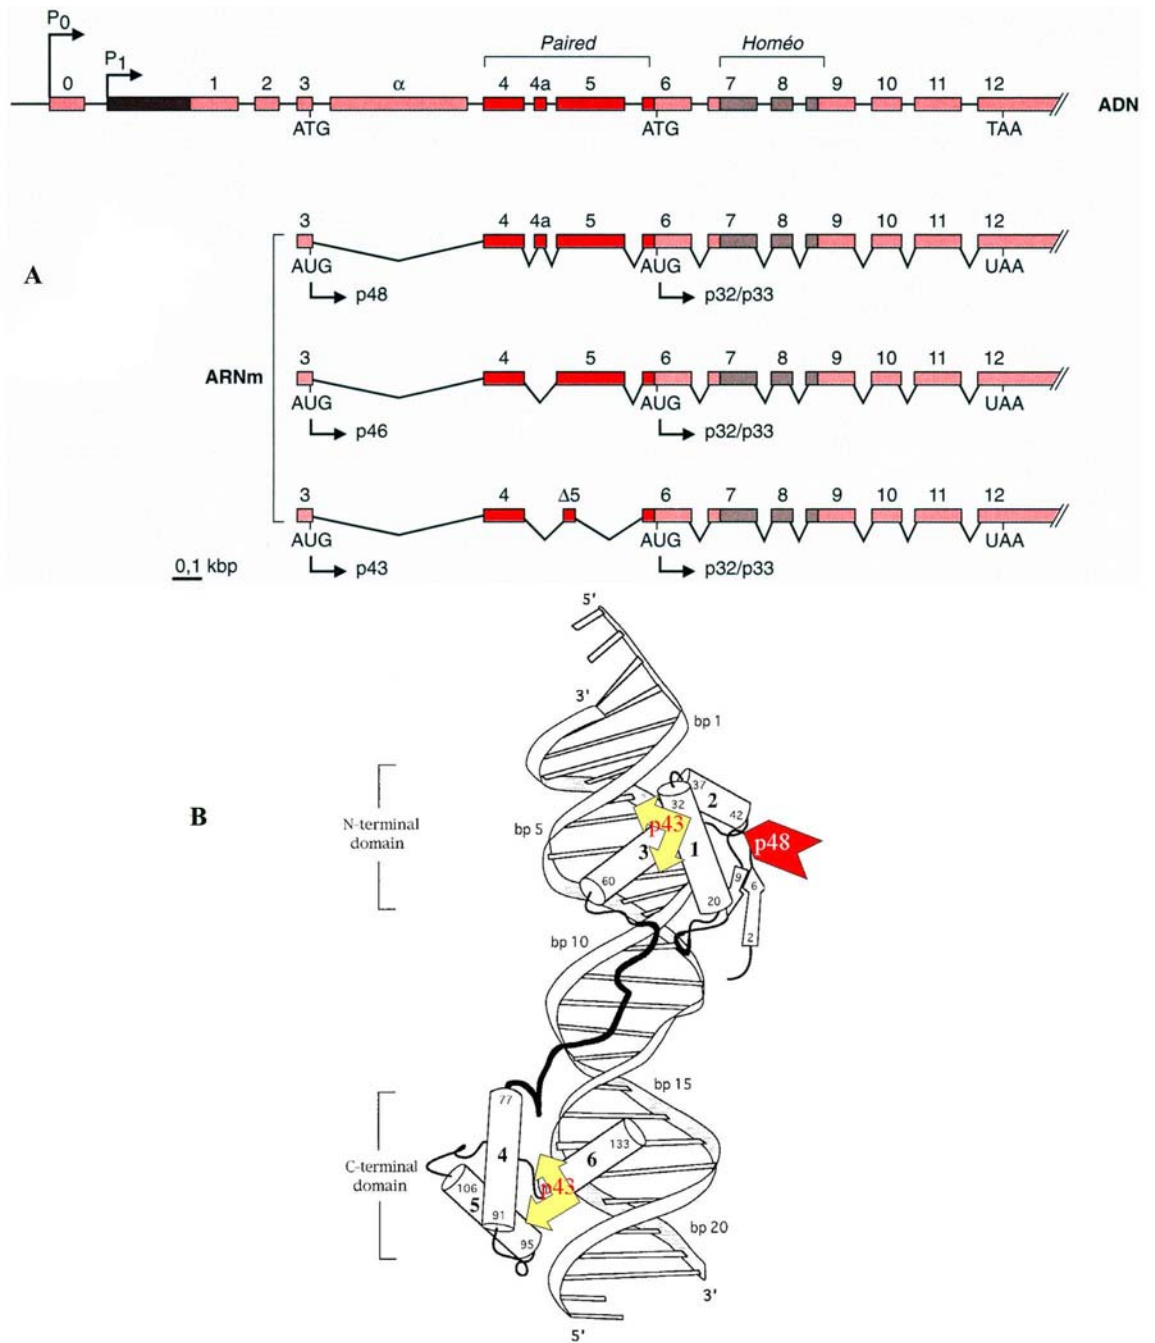 P0
P1
Paired
Homéo
0 1 2 3 α 4 4a 5 6 7 8 9 10 11 12
ADN
ATG ATG TAA
3 4 4a 5 6 7 8 9 10 11 12
A
AUG AUG UAA
p48 p32/p33
3 4 5 6 7 8 9 10 11 12
ARNm
AUG AUG UAA
p46 p32/p33
3 4 Δ5 6 7 8 9 10 11 12
AUG AUG UAA
0,1 kbp
p43 p32/p33
5'
3'
bp 1
B
N-terminal
domain
bp 5
37
2
32
42
p43
p48
3
1
60
20
9
6
2
bp 10
bp 15
77
C-terminal
domain
4
133
6
p43
106
5
91
95
bp 20
3'
5'